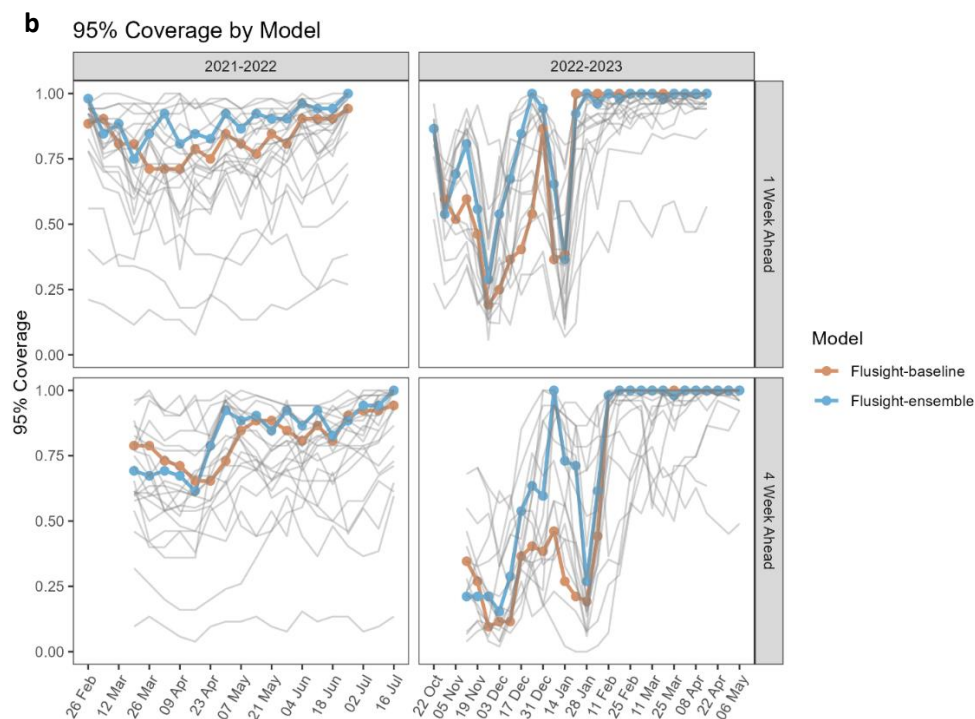 b
95% Coverage by Model
2021-2022
2022-2023
1.00
0.75
0.50
0.25
0.00
1 Week Ahead
95% Coverage
1.00
0.75
0.50
0.25
0.00
4 Week Ahead
Model
Flusight-baseline
Flusight-ensemble
26 Feb
12 Mar
26 Mar
09 Apr
23 Apr
07 May
21 May
04 Jun
18 Jun
02 Jul
16 Jul
22 Oct
05 Nov
19 Nov
03 Dec
17 Dec
31 Dec
14 Jan
28 Jan
11 Feb
25 Feb
11 Mar
25 Mar
08 Apr
22 Apr
06 May